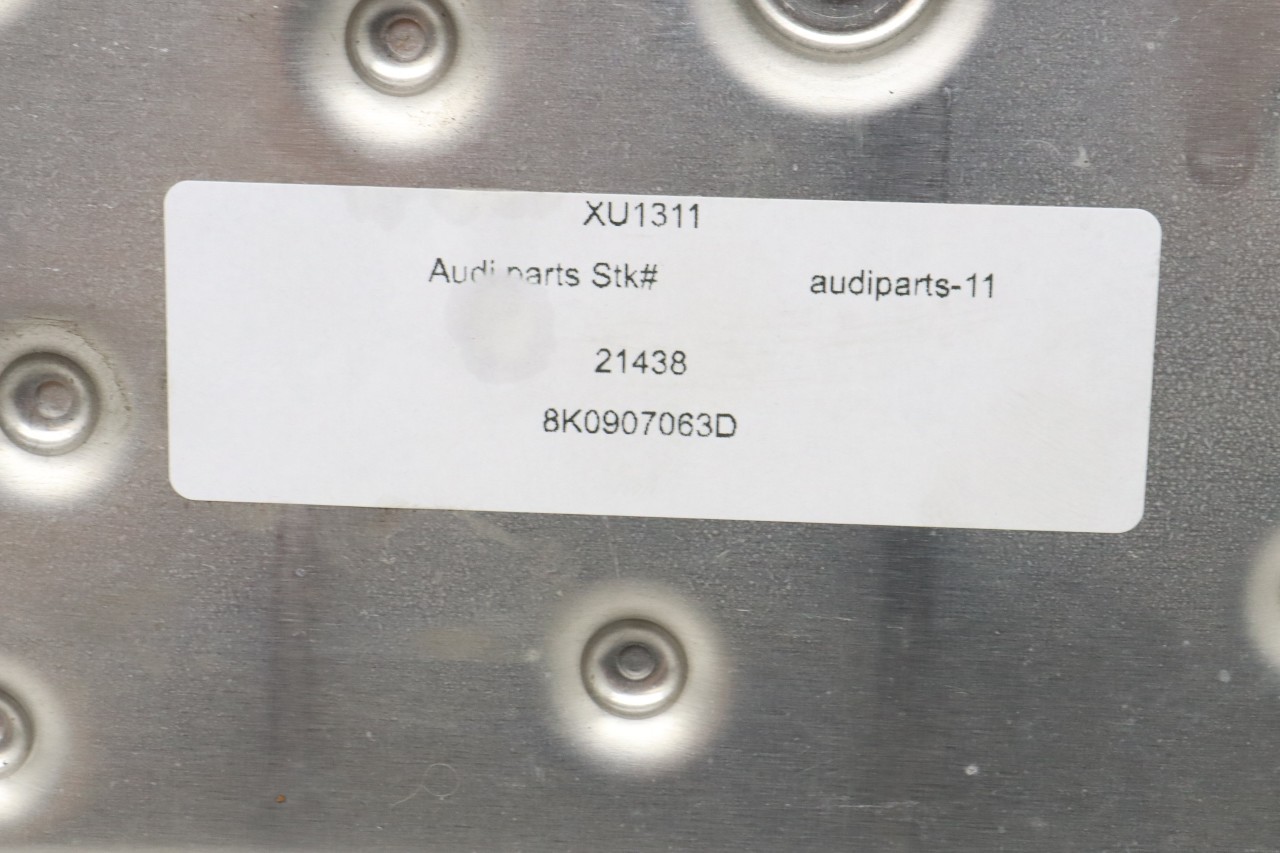 XU1311
Audi parts Stk# audiparts-11
21438
8K0907063D